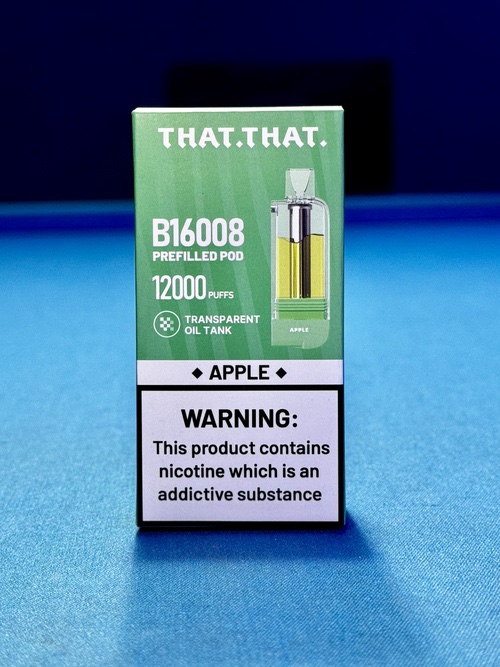 THAT.THAT.
B16008
PREFILLED POD
12000 PUFFS
TRANSPARENT
OIL TANK
APPLE
◆ APPLE ◆
WARNING:
This product contains
nicotine which is an
addictive substance